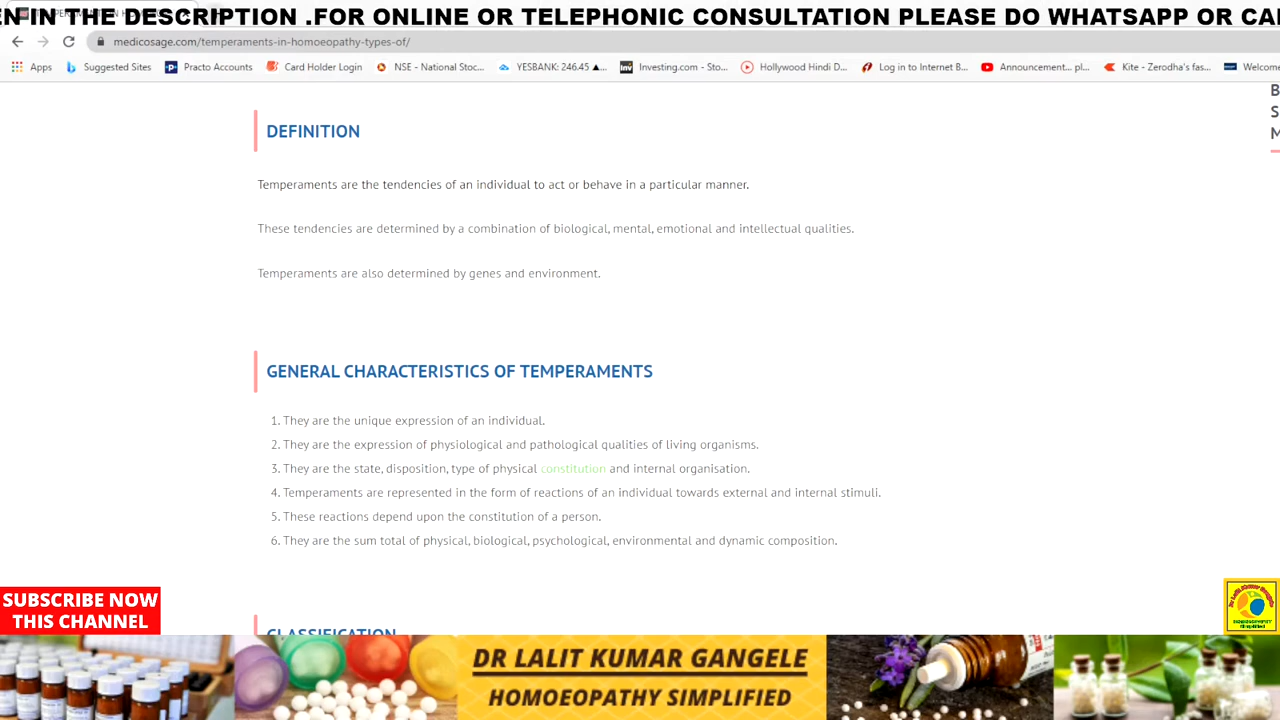 EN IN THE DESCRIPTION .FOR ONLINE OR TELEPHONIC CONSULTATION PLEASE DO WHATSAPP OR CAL
medicosage.com/temperaments-in-homoeopathy-types-of/
Apps Suggested Sites Practo Accounts Card Holder Login NSE - National Stoc... YESBANK: 246.45 ▲... Investing.com - Sto... Hollywood Hindi D... Log in to Internet B... Announcement... pl... Kite - Zerodha's fas... Welcome
B
S
M
DEFINITION
Temperaments are the tendencies of an individual to act or behave in a particular manner.
These tendencies are determined by a combination of biological, mental, emotional and intellectual qualities.
Temperaments are also determined by genes and environment.
GENERAL CHARACTERISTICS OF TEMPERAMENTS
1. They are the unique expression of an individual.
2. They are the expression of physiological and pathological qualities of living organisms.
3. They are the state, disposition, type of physical constitution and internal organisation.
4. Temperaments are represented in the form of reactions of an individual towards external and internal stimuli.
5. These reactions depend upon the constitution of a person.
6. They are the sum total of physical, biological, psychological, environmental and dynamic composition.
CLASSIFICATION
SUBSCRIBE NOW
THIS CHANNEL
DR LALIT KUMAR GANGELE
HOMOEOPATHY SIMPLIFIED